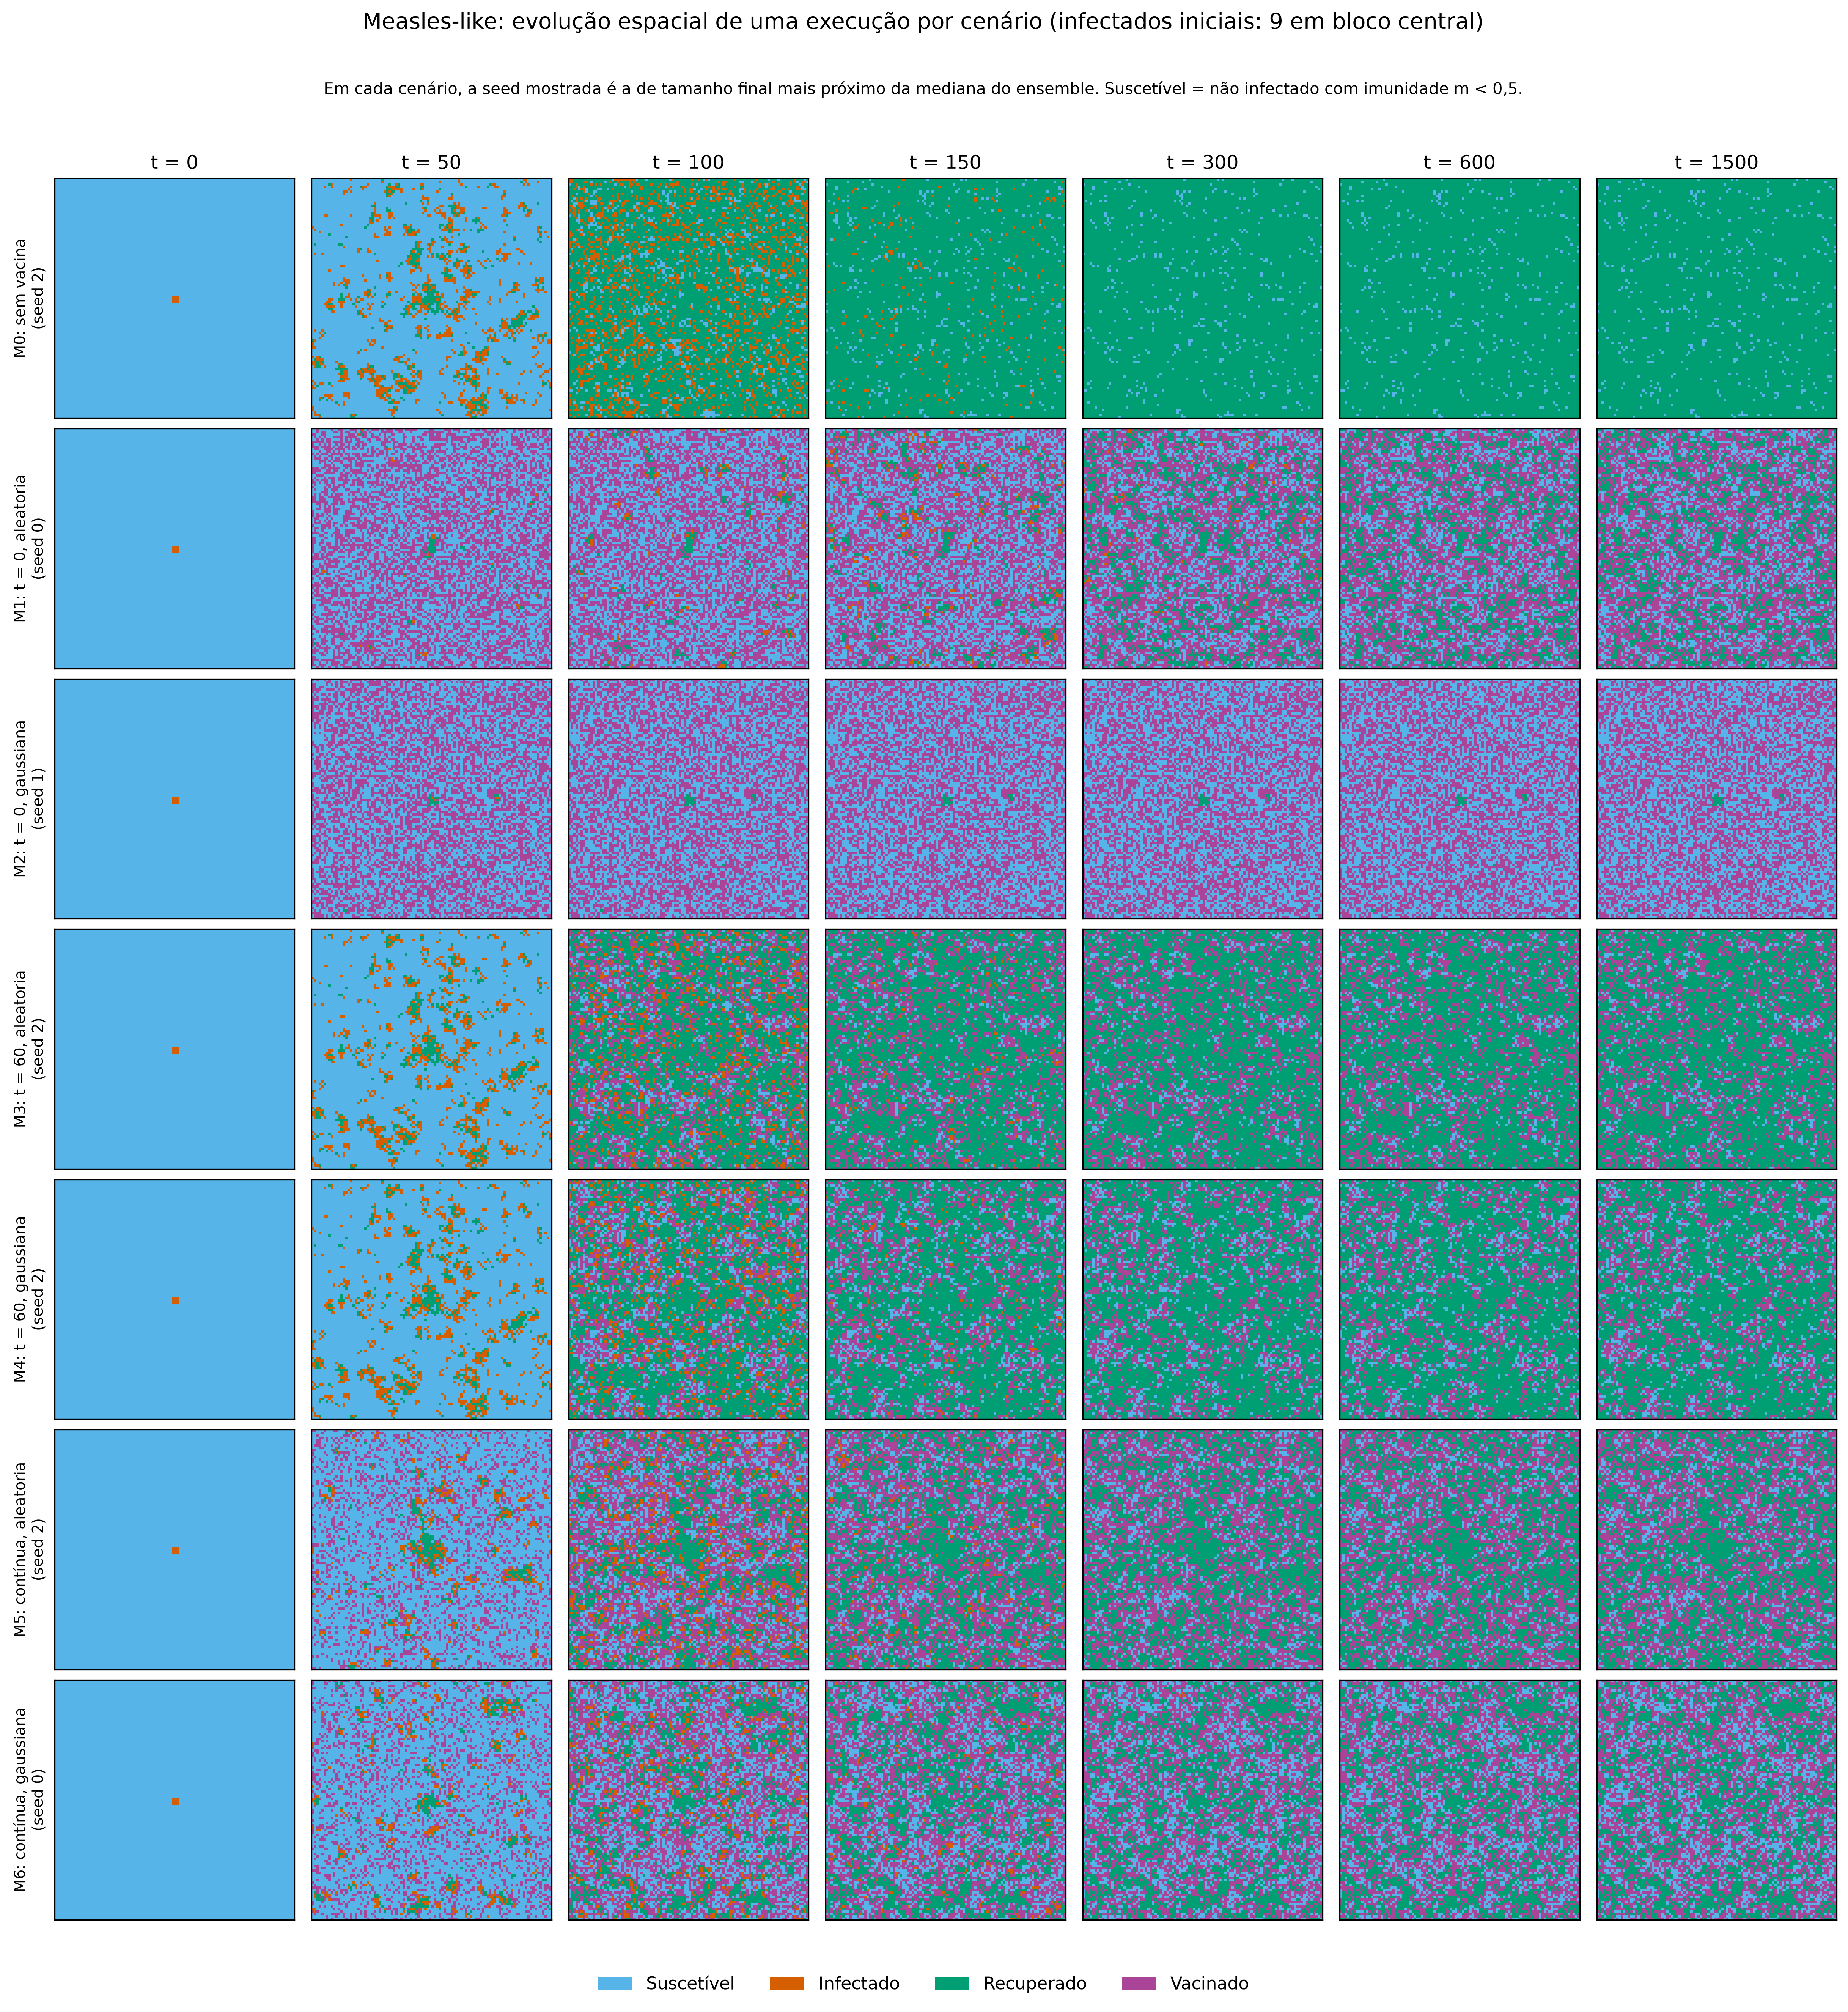 Measles-like: evolução espacial de uma execução por cenário (infectados iniciais: 9 em bloco central)
Em cada cenário, a seed mostrada é a de tamanho final mais próximo da mediana do ensemble. Suscetível = não infectado com imunidade m < 0,5.
t = 0
t = 50
t = 100
t = 150
t = 300
t = 600
t = 1500
M0: sem vacina
(seed 2)
M1: t = 0, aleatoria
(seed 0)
M2: t = 0, gaussiana
(seed 1)
M3: t = 60, aleatoria
(seed 2)
M4: t = 60, gaussiana
(seed 2)
M5: contínua, aleatoria
(seed 2)
M6: contínua, gaussiana
(seed 0)
Suscetível
Infectado
Recuperado
Vacinado